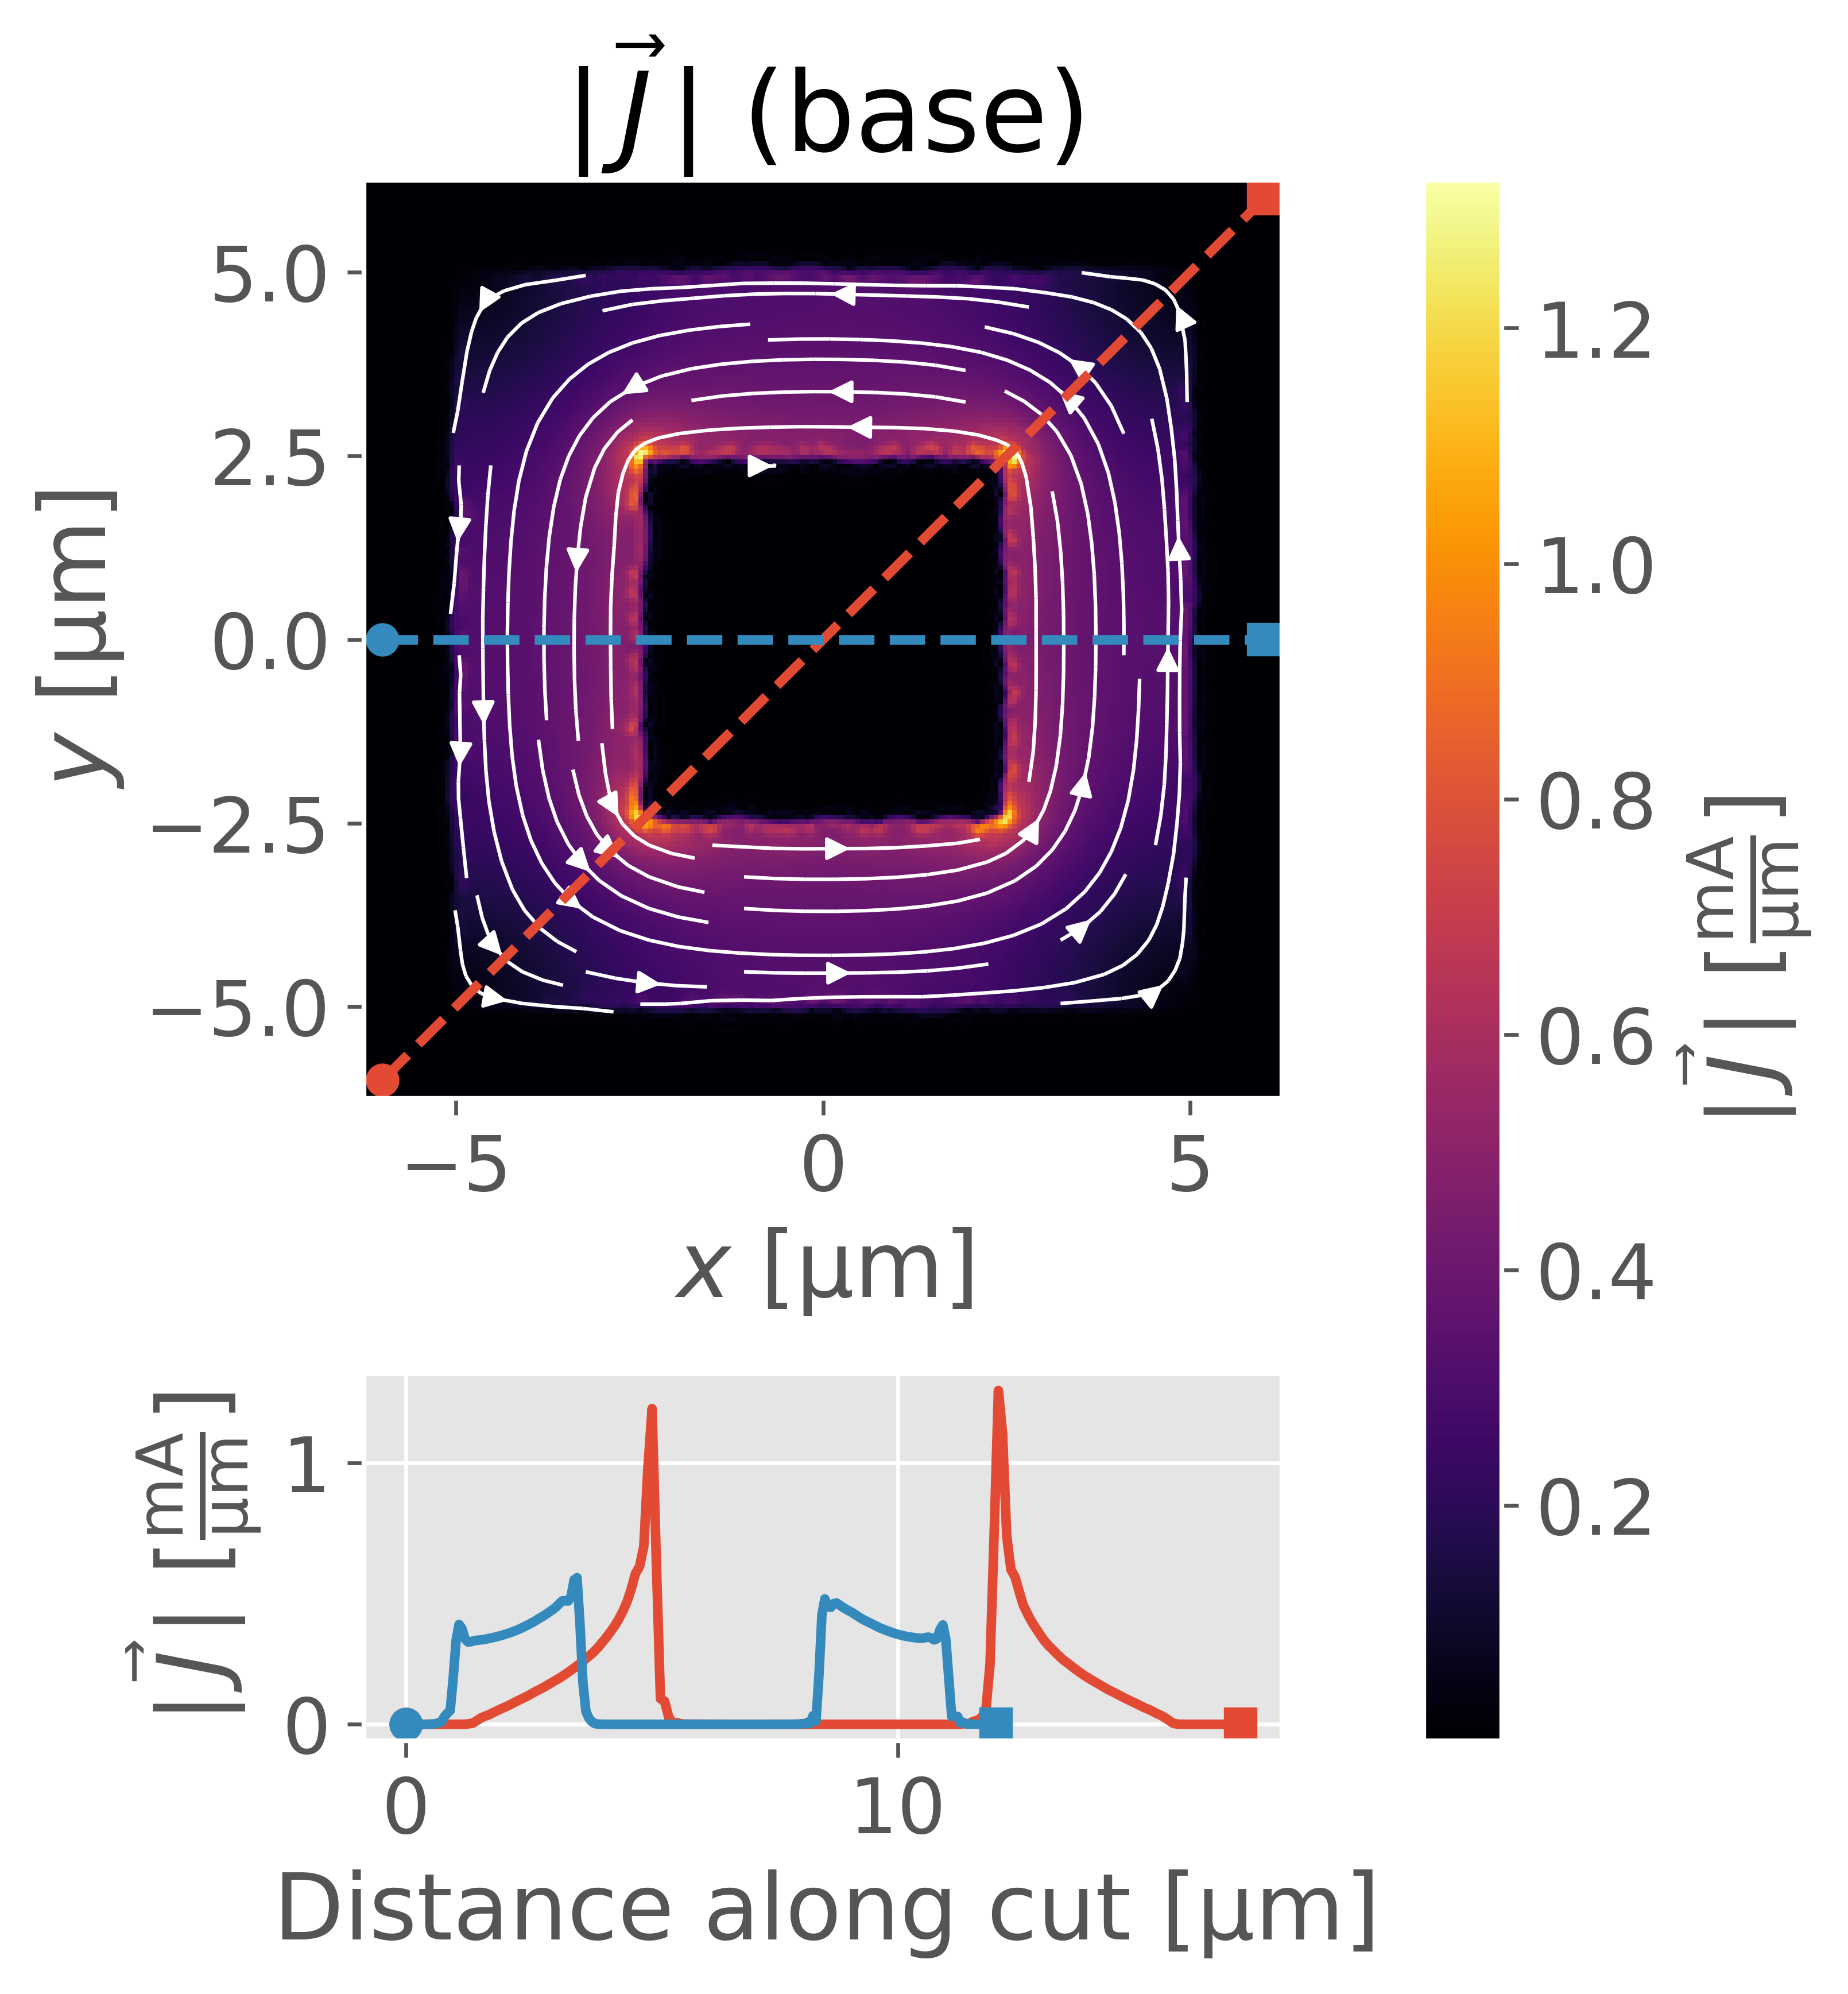 |J⃗| (base)
y [µm]
5.0
2.5
0.0
−2.5
−5.0
−5 0 5
x [µm]
|J⃗| [mA/µm]
1.2
1.0
0.8
0.6
0.4
0.2
|J⃗| [mA/µm]
1
0
0 10
Distance along cut [µm]